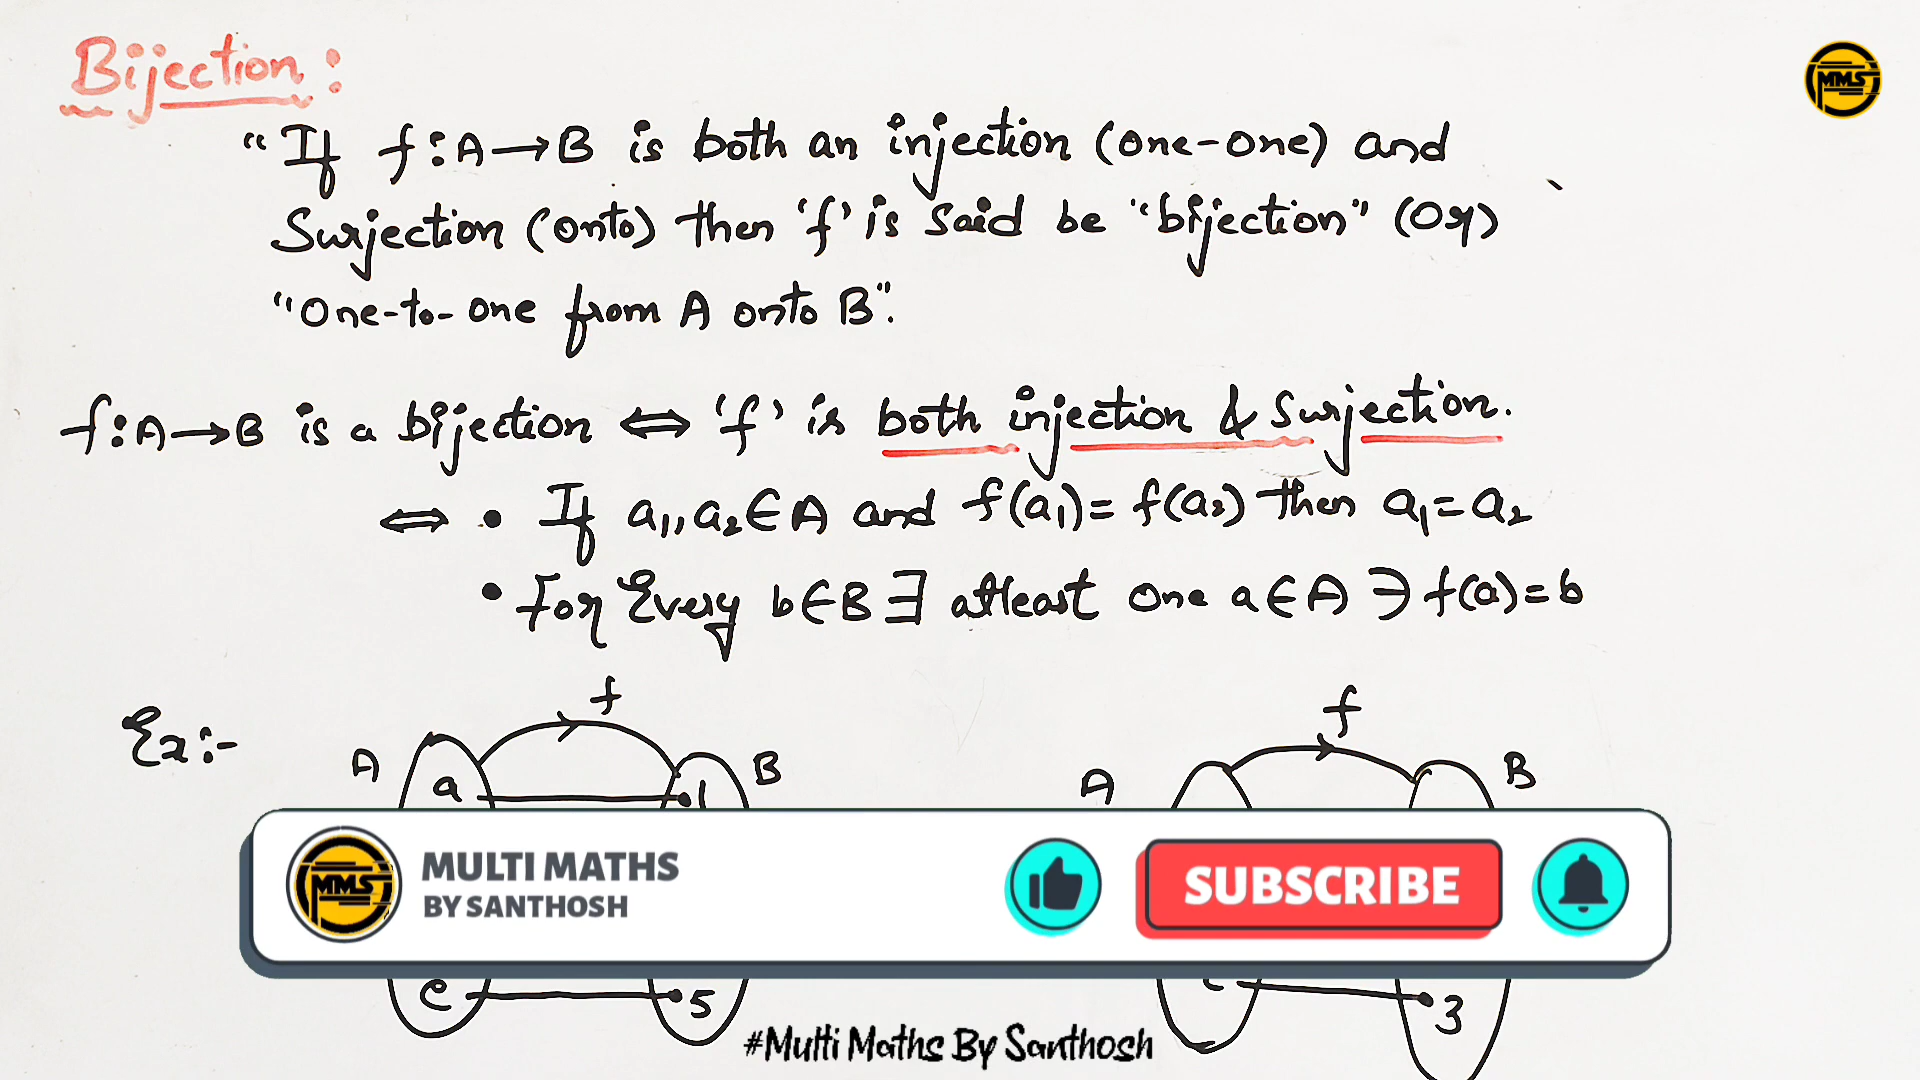 Bijection:
MMS
"If f:A→B is both an injection (one-one) and
Surjection (onto) then 'f' is said be "bijection" (Or)
"One-to-one from A onto B".
f:A→B is a bijection ⇔ 'f' is both injection & Surjection.
⇔ • If a₁, a₂∈A and f(a₁)= f(a₂) then a₁=a₂
• For Every b∈B ∃ atleast one a∈A ∋ f(a)=b
Ex:-
f
A
B
a
1
f
A
B
MMS
MULTI MATHS
BY SANTHOSH
SUBSCRIBE
e
5
3
#Multi Maths By Santhosh